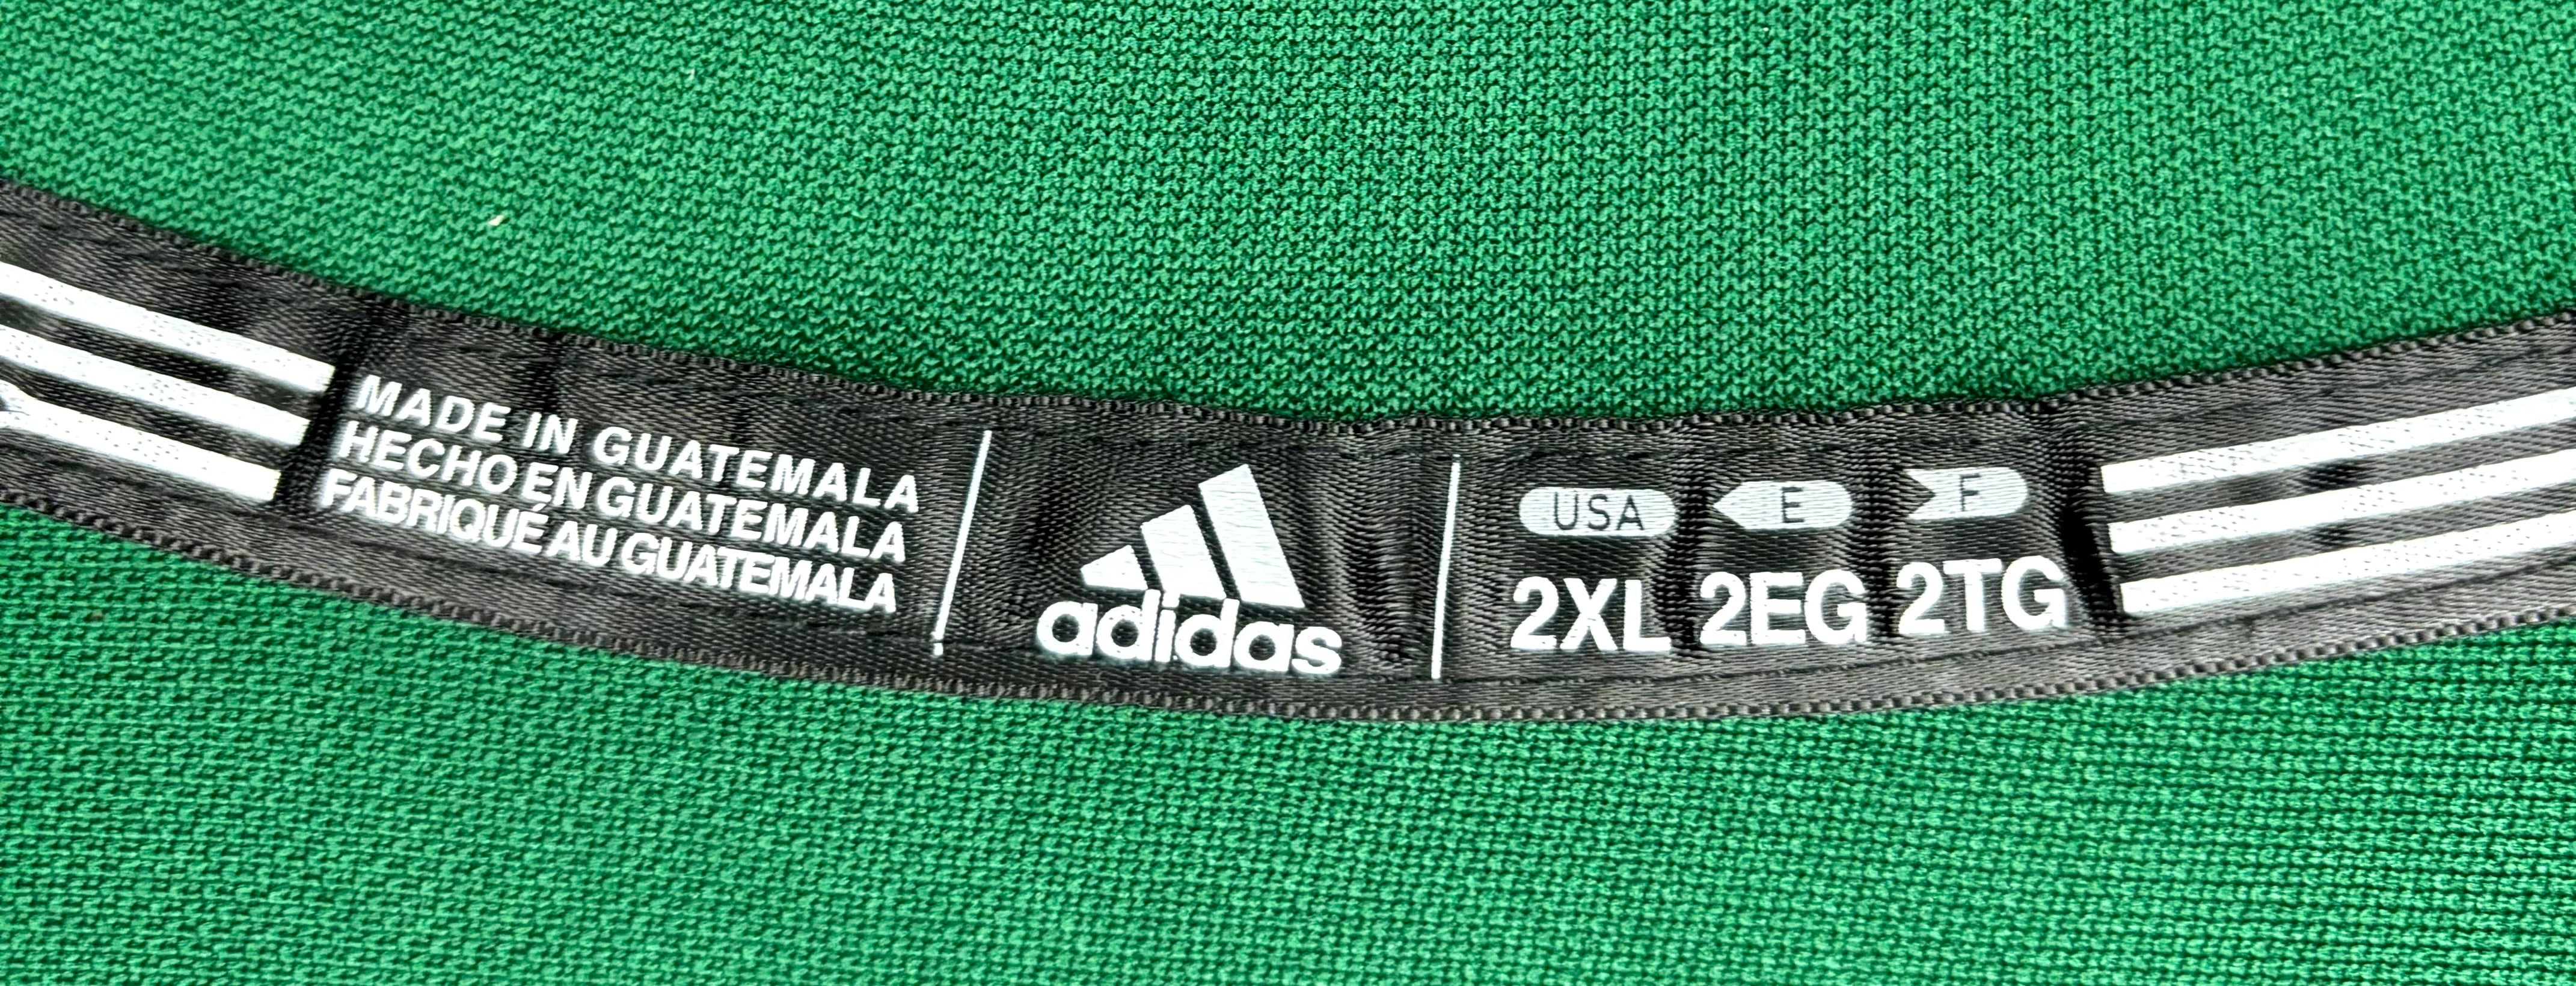 MADE IN GUATEMALA
HECHO EN GUATEMALA
FABRIQUÉ AU GUATEMALA
adidas
USA E F
2XL 2EG 2TG